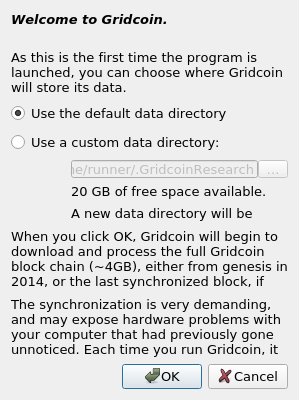 Welcome to Gridcoin.
As this is the first time the program is
launched, you can choose where Gridcoin
will store its data.
Use the default data directory
Use a custom data directory:
/.GridcoinResearch
...
20 GB of free space available.
A new data directory will be
When you click OK, Gridcoin will begin to
download and process the full Gridcoin
block chain (~4GB), either from genesis in
2014, or the last synchronized block, if
The synchronization is very demanding,
and may expose hardware problems with
your computer that had previously gone
unnoticed. Each time you run Gridcoin, it
OK
Cancel